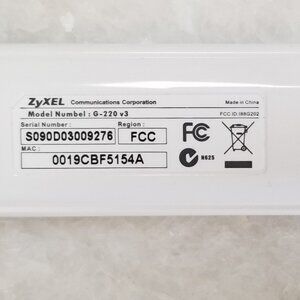 ZyXEL Communications Corporation Made in China
Model Numbel : G-220 v3 FCC ID:I88G202
Serial Number : Region :
S090D03009276 FCC FC
MAC :
0019CBF5154A N625